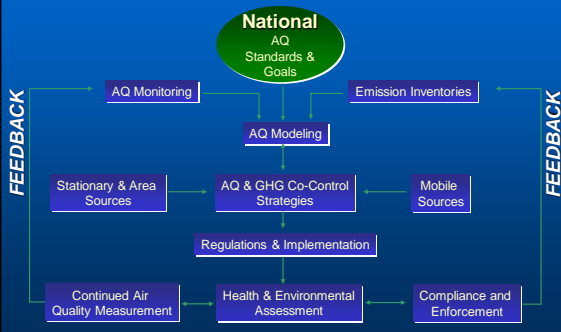 National
AQ
Standards &
Goals
AQ Monitoring
Emission Inventories
AQ Modeling
FEEDBACK
FEEDBACK
Stationary & Area
Sources
AQ & GHG Co-Control
Strategies
Mobile
Sources
Regulations & Implementation
Continued Air
Quality Measurement
Health & Environmental
Assessment
Compliance and
Enforcement